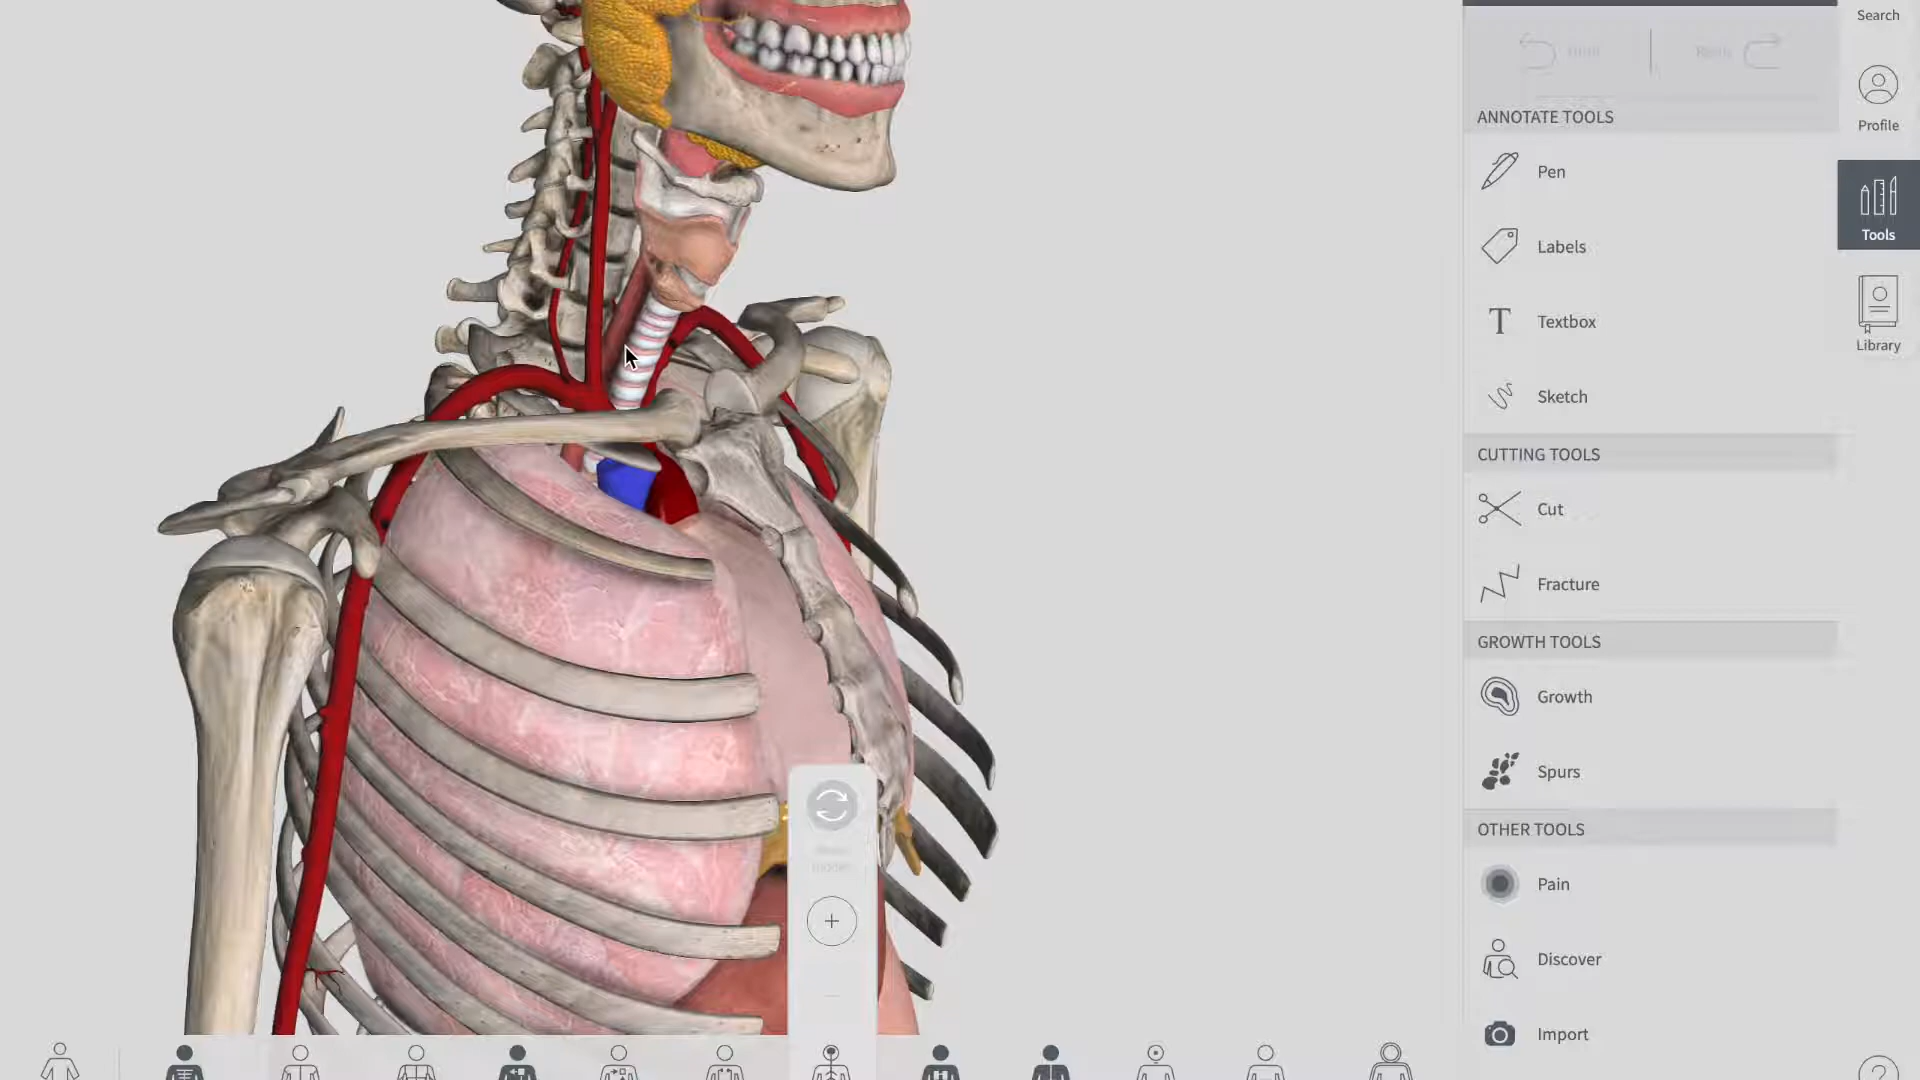 Search
Profile
ANNOTATE TOOLS
Pen
Labels
Tools
Textbox
Library
Sketch
CUTTING TOOLS
Cut
Fracture
GROWTH TOOLS
Growth
Spurs
OTHER TOOLS
Pain
Discover
Import